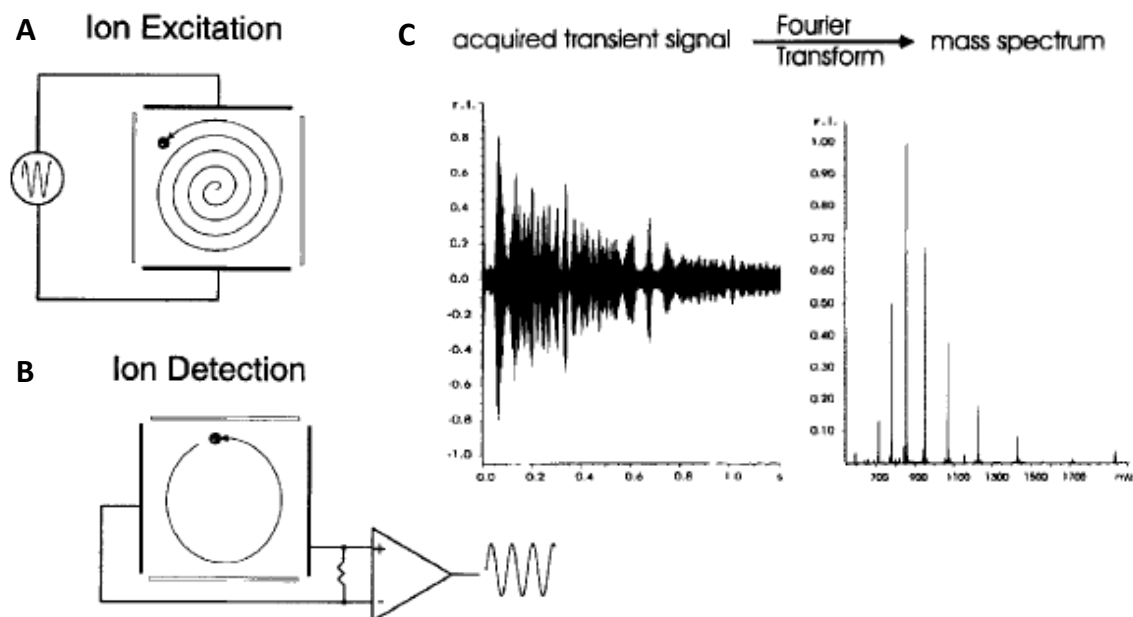 A
Ion Excitation
B
Ion Detection
+
-
C
acquired transient signal
Fourier
Transform
mass spectrum
r.i.
0.8
0.6
0.4
0.2
0.0
-0.2
-0.4
-0.6
-0.8
-1.0
0.0 0.2 0.4 0.6 0.8 1.0 s
r.i.
1.00
0.90
0.80
0.70
0.60
0.50
0.40
0.30
0.20
0.10
700 900 1100 1300 1500 1700